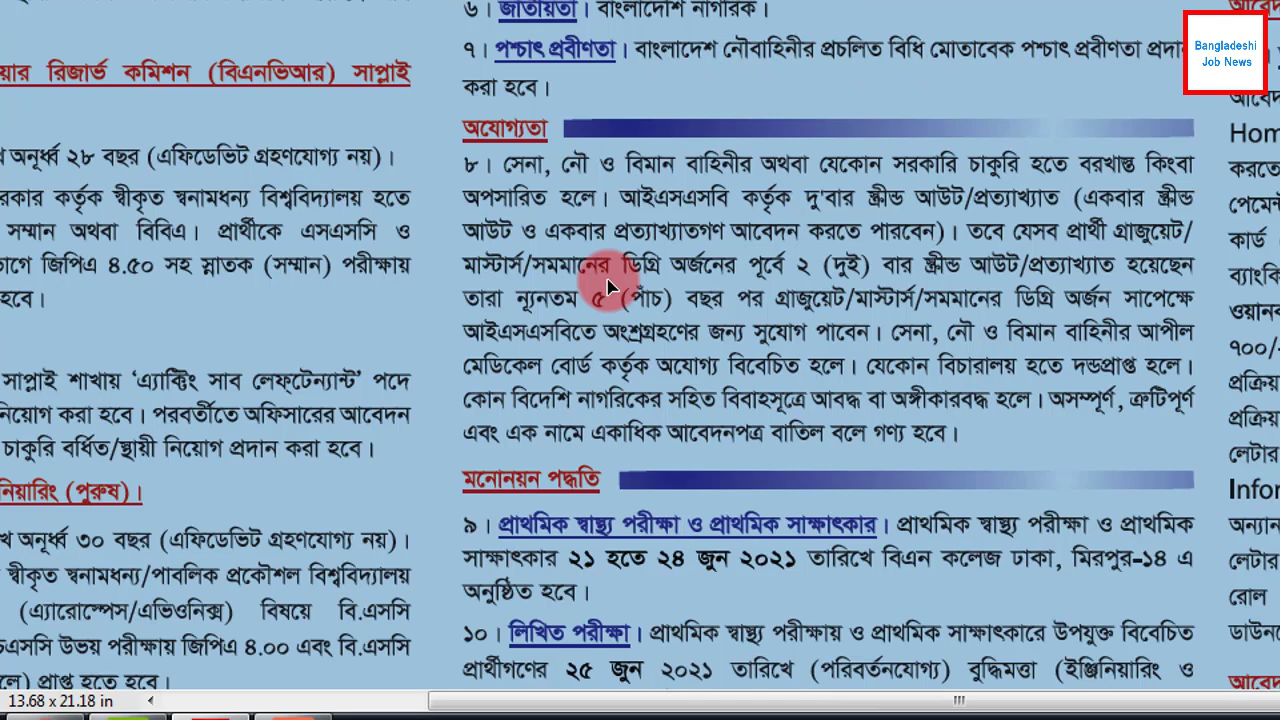 য়ার রিজার্ভ কমিশন (বিএনভিআর) সাপ্লাই
অনূর্ধ্ব ২৮ বছর (এফিডেভিট গ্রহণযোগ্য নয়)।
রকার কর্তৃক স্বীকৃত স্বনামধন্য বিশ্ববিদ্যালয় হতে
সম্মান অথবা বিবিএ। প্রার্থীকে এসএসসি ও
ভাগে জিপিএ ৪.৫০ সহ স্নাতক (সম্মান) পরীক্ষায়
হবে।
সাপ্লাই শাখায় ‘এ্যাক্টিং সাব লেফ্টেন্যান্ট’ পদে
নিয়োগ করা হবে। পরবর্তীতে অফিসারের আবেদন
চাকুরি বর্ধিত/স্থায়ী নিয়োগ প্রদান করা হবে।
নিয়ারিং (পুরুষ)।
অনূর্ধ্ব ৩০ বছর (এফিডেভিট গ্রহণযোগ্য নয়)।
স্বীকৃত স্বনামধন্য/পাবলিক প্রকৌশল বিশ্ববিদ্যালয়
(এ্যারোস্পেস/এভিওনিক্স) বিষয়ে বি.এসসি
চএসসি উভয় পরীক্ষায় জিপিএ ৪.০০ এবং বি.এসসি
লে) প্রাপ্ত হতে হবে।
৬। জাতীয়তা। বাংলাদেশি নাগরিক।
৭। পশ্চাৎ প্রবীণতা। বাংলাদেশ নৌবাহিনীর প্রচলিত বিধি মোতাবেক পশ্চাৎ প্রবীণতা প্রদান
করা হবে।
অযোগ্যতা
৮। সেনা, নৌ ও বিমান বাহিনীর অথবা যেকোন সরকারি চাকুরি হতে বরখাস্ত কিংবা
অপসারিত হলে। আইএসএসবি কর্তৃক দু'বার স্ক্রীন্ড আউট/প্রত্যাখ্যাত (একবার স্ক্রীন্ড
আউট ও একবার প্রত্যাখ্যাতগণ আবেদন করতে পারবেন)। তবে যেসব প্রার্থী গ্রাজুয়েট/
মাস্টার্স/সমমানের ডিগ্রি অর্জনের পূর্বে ২ (দুই) বার স্ক্রীন্ড আউট/প্রত্যাখ্যাত হয়েছেন
তারা ন্যূনতম ৫ (পাঁচ) বছর পর গ্রাজুয়েট/মাস্টার্স/সমমানের ডিগ্রি অর্জন সাপেক্ষে
আইএসএসবিতে অংশ্রগ্রহণের জন্য সুযোগ পাবেন। সেনা, নৌ ও বিমান বাহিনীর আপীল
মেডিকেল বোর্ড কর্তৃক অযোগ্য বিবেচিত হলে। যেকোন বিচারালয় হতে দন্ডপ্রাপ্ত হলে।
কোন বিদেশি নাগরিকের সহিত বিবাহসূত্রে আবদ্ধ বা অঙ্গীকারবদ্ধ হলে। অসম্পূর্ণ, ত্রুটিপূর্ণ
এবং এক নামে একাধিক আবেদনপত্র বাতিল বলে গণ্য হবে।
মনোনয়ন পদ্ধতি
৯। প্রাথমিক স্বাস্থ্য পরীক্ষা ও প্রাথমিক সাক্ষাৎকার। প্রাথমিক স্বাস্থ্য পরীক্ষা ও প্রাথমিক
সাক্ষাৎকার ২১ হতে ২৪ জুন ২০২১ তারিখে বিএন কলেজ ঢাকা, মিরপুর-১৪ এ
অনুষ্ঠিত হবে।
১০। লিখিত পরীক্ষা। প্রাথমিক স্বাস্থ্য পরীক্ষায় ও প্রাথমিক সাক্ষাৎকারে উপযুক্ত বিবেচিত
প্রার্থীগণের ২৫ জুন ২০২১ তারিখে (পরিবর্তনযোগ্য) বুদ্ধিমত্তা (ইঞ্জিনিয়ারিং ও
Bangladeshi
Job News
আবেদ
Hom
করতে
পেমেন
কার্ড
ব্যাংকি
ওয়ানব
৭০০/-
প্রক্রিয়
প্রক্রিয়
লেটার
Infor
অন্যান
লেটার
রোল
ডাউন
আবেদ
13.68 x 21.18 in